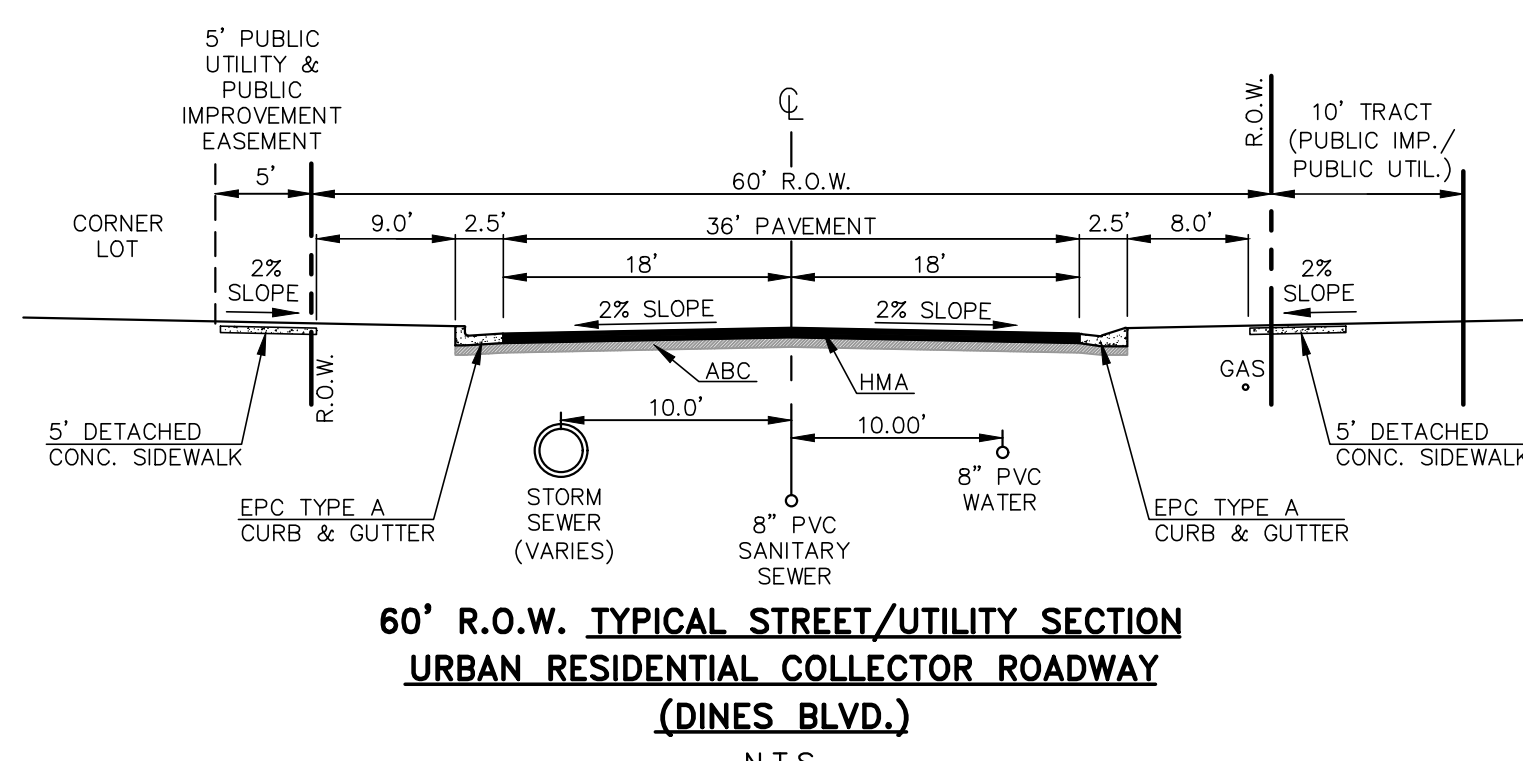 5' PUBLIC
UTILITY &
PUBLIC
IMPROVEMENT
EASEMENT
℄
R.O.W.
10' TRACT
(PUBLIC IMP./
PUBLIC UTIL.)
5'
60' R.O.W.
CORNER
LOT
9.0'
2.5'
36' PAVEMENT
2.5'
8.0'
18'
18'
2%
SLOPE
2% SLOPE
2% SLOPE
2%
SLOPE
ABC
HMA
GAS
R.O.W.
10.0'
10.00'
5' DETACHED
CONC. SIDEWALK
5' DETACHED
CONC. SIDEWALK
EPC TYPE A
CURB & GUTTER
STORM
SEWER
(VARIES)
8" PVC
SANITARY
SEWER
8" PVC
WATER
EPC TYPE A
CURB & GUTTER
60' R.O.W. TYPICAL STREET/UTILITY SECTION
URBAN RESIDENTIAL COLLECTOR ROADWAY
(DINES BLVD.)